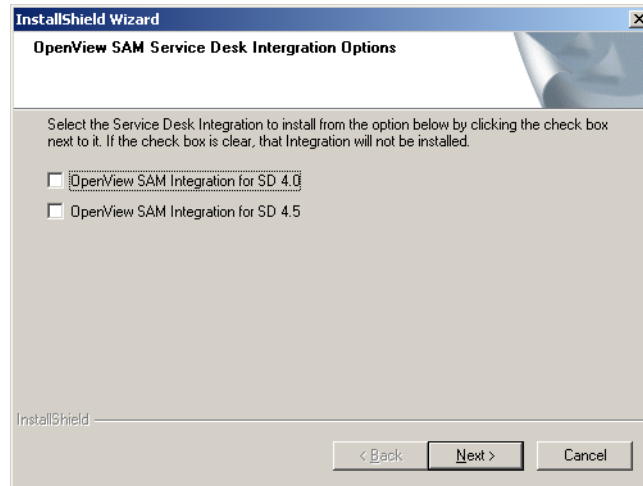 InstallShield Wizard
OpenView SAM Service Desk Intergration Options
Select the Service Desk Integration to install from the option below by clicking the check box
next to it. If the check box is clear, that Integration will not be installed.
OpenView SAM Integration for SD 4.0
OpenView SAM Integration for SD 4.5
InstallShield
< Back Next > Cancel